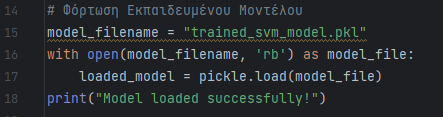 14 # Φόρτωση Εκπαιδευμένου Μοντέλου
15 model_filename = "trained_svm_model.pkl"
16 with open(model_filename, 'rb') as model_file:
17 loaded_model = pickle.load(model_file)
18 print("Model loaded successfully!")